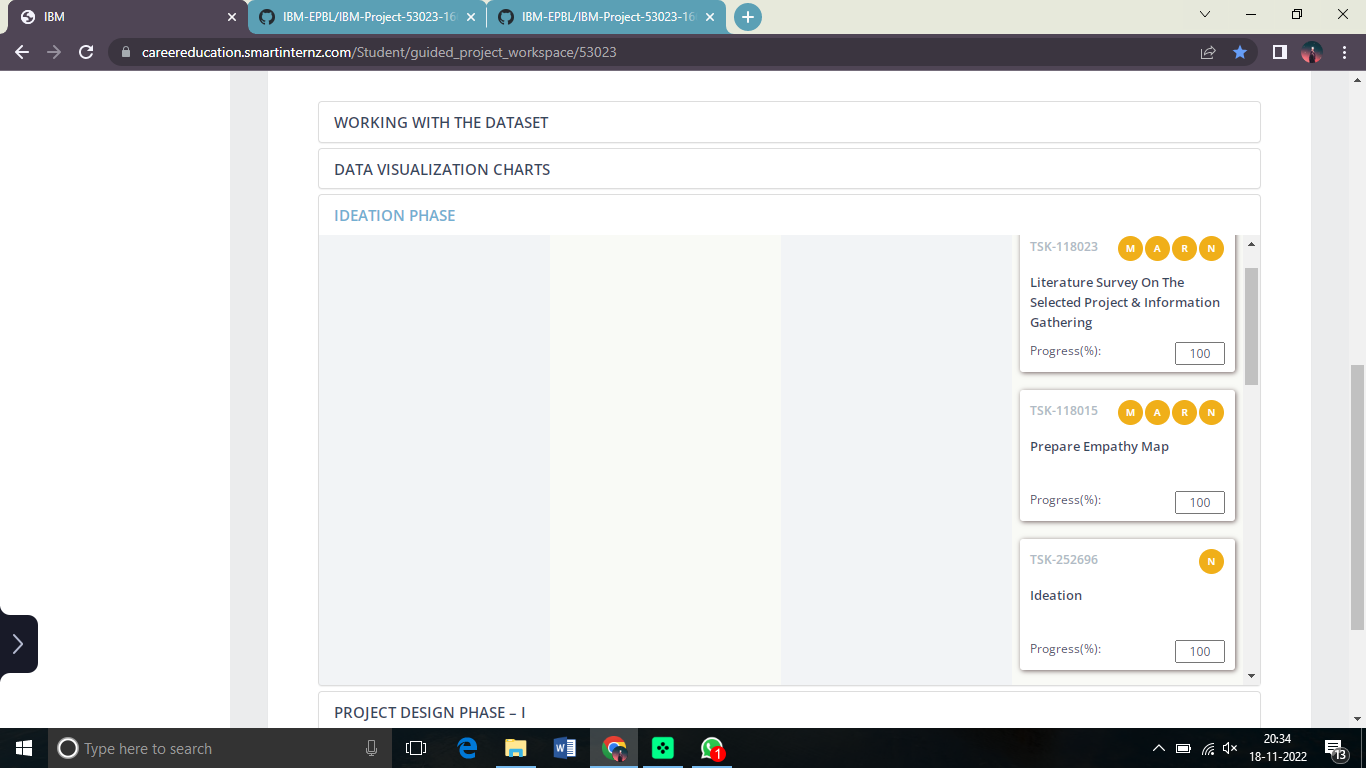 IBM
IBM-EPBL/IBM-Project-53023-16
IBM-EPBL/IBM-Project-53023-16
careereducation.smartinternz.com/Student/guided_project_workspace/53023
WORKING WITH THE DATASET
DATA VISUALIZATION CHARTS
IDEATION PHASE
TSK-118023 M A R N
Literature Survey On The
Selected Project & Information
Gathering
Progress(%): 100
TSK-118015 M A R N
Prepare Empathy Map
Progress(%): 100
TSK-252696 N
Ideation
Progress(%): 100
PROJECT DESIGN PHASE – I
Type here to search
1
20:34
18-11-2022
13